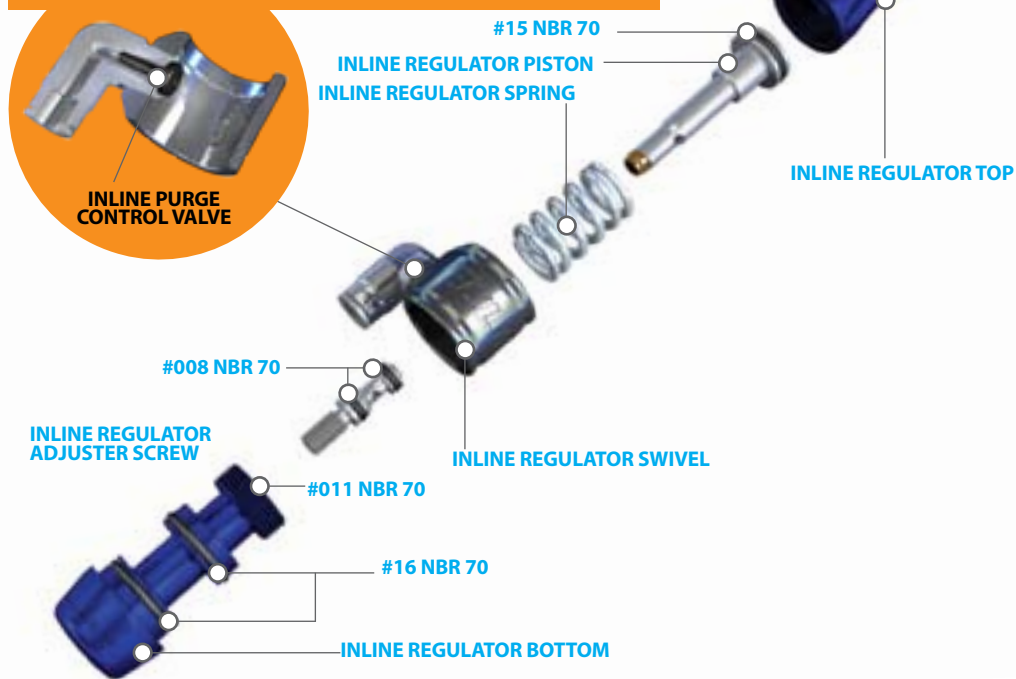 #15 NBR 70
INLINE REGULATOR PISTON
INLINE REGULATOR SPRING
INLINE REGULATOR TOP
INLINE PURGE
CONTROL VALVE
#008 NBR 70
INLINE REGULATOR
ADJUSTER SCREW
INLINE REGULATOR SWIVEL
#011 NBR 70
#16 NBR 70
INLINE REGULATOR BOTTOM